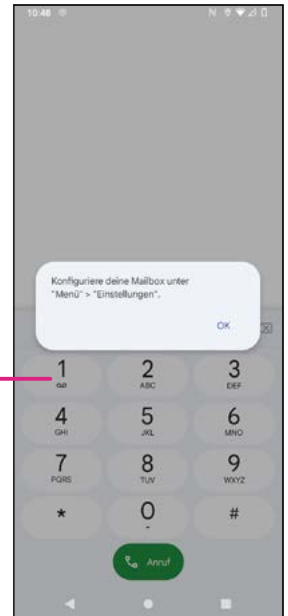 10:46
N
Konfiguriere deine Mailbox unter
"Menü" > "Einstellungen".
OK
1
2 ABC
3 DEF
4 GHI
5 JKL
6 MNO
7 PQRS
8 TUV
9 WXYZ
*
0
#
Anruf